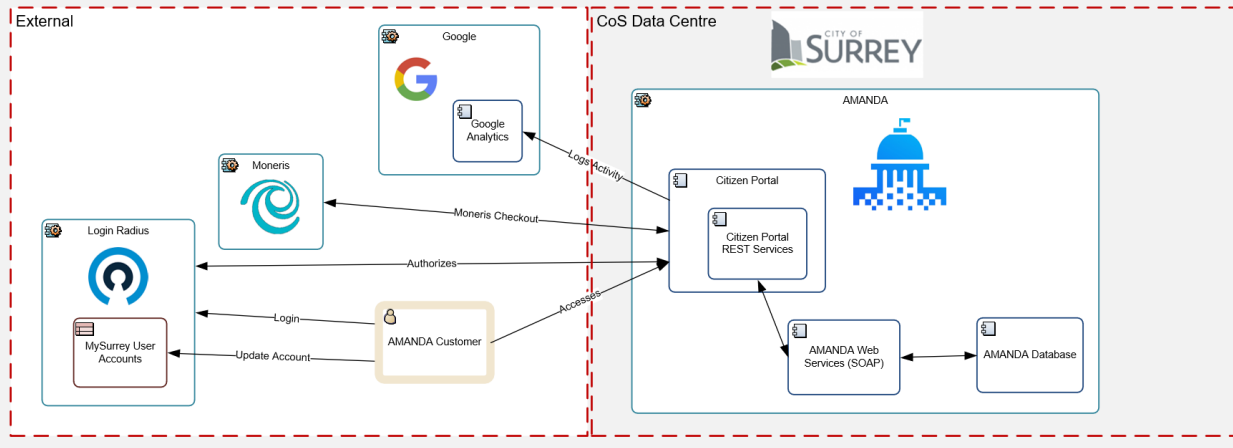 External
CoS Data Centre
CITY OF
SURREY
Google
Google
Analytics
AMANDA
Logs Activity
Moneris
Citizen Portal
Moneris Checkout
Citizen Portal
REST Services
Login Radius
Authorizes
Accesses
Login
AMANDA Customer
MySurrey User
Accounts
Update Account
AMANDA Web
Services (SOAP)
AMANDA Database